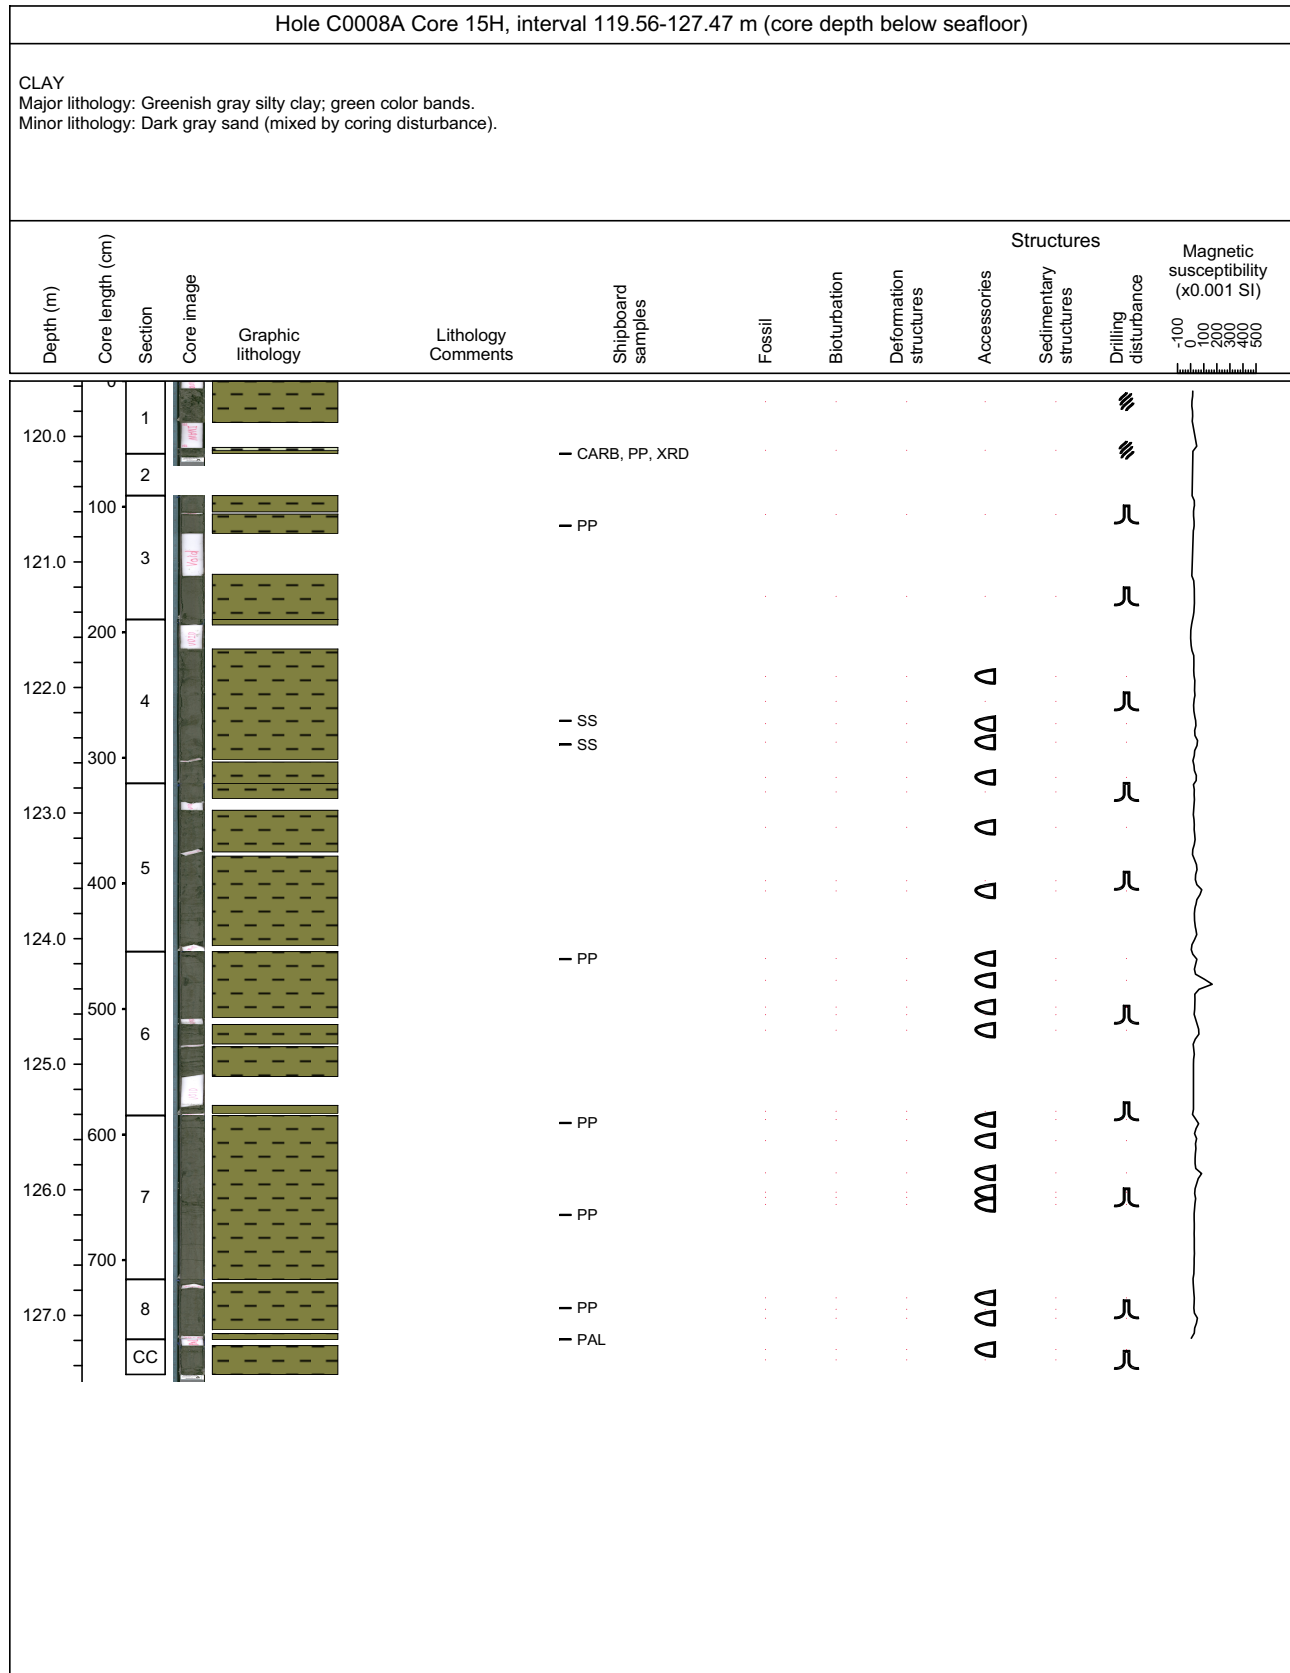 Hole C0008A Core 15H, interval 119.56-127.47 m (core depth below seafloor)
CLAY
Major lithology: Greenish gray silty clay; green color bands.
Minor lithology: Dark gray sand (mixed by coring disturbance).
Depth (m)
Core length (cm)
Section
Core image
Graphic
lithology
Lithology
Comments
Shipboard
samples
Fossil
Bioturbation
Deformation
structures
Accessories
Structures
Sedimentary
structures
Drilling
disturbance
Magnetic
susceptibility
(x0.001 SI)
-100
0
100
200
300
400
500
0
1
120.0
CARB, PP, XRD
2
100
PP
Void
121.0
3
200
122.0
4
SS
SS
300
123.0
5
400
124.0
PP
500
6
125.0
PP
600
126.0
7
PP
700
127.0
8
PP
PAL
CC